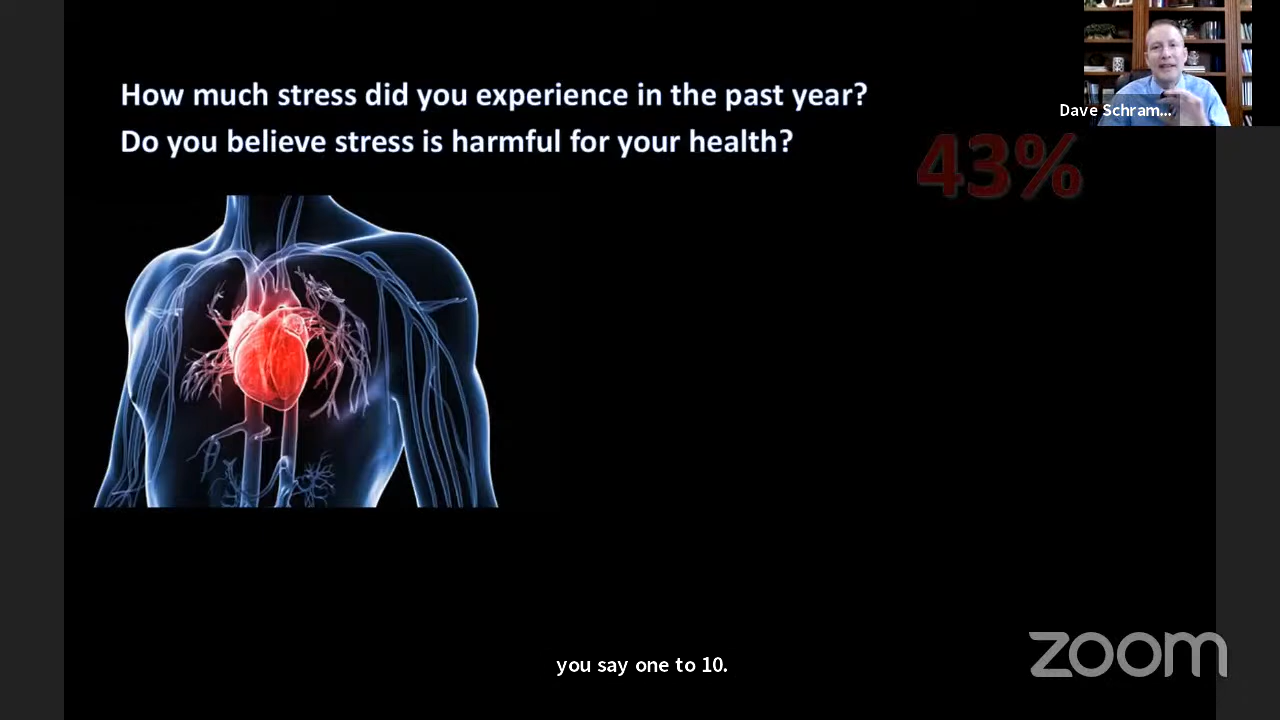 How much stress did you experience in the past year?
Do you believe stress is harmful for your health?
Dave Schram...
43%
you say one to 10.
zoom